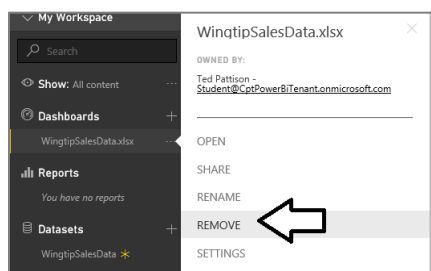 My Workspace
Search
Show: All content
Dashboards
WingtipSalesData.xlsx
Reports
You have no reports
Datasets
WingtipSalesData
WingtipSalesData.xlsx
OWNED BY:
Ted Pattison -
Student@CptPowerBiTenant.onmicrosoft.com
OPEN
SHARE
RENAME
REMOVE
SETTINGS